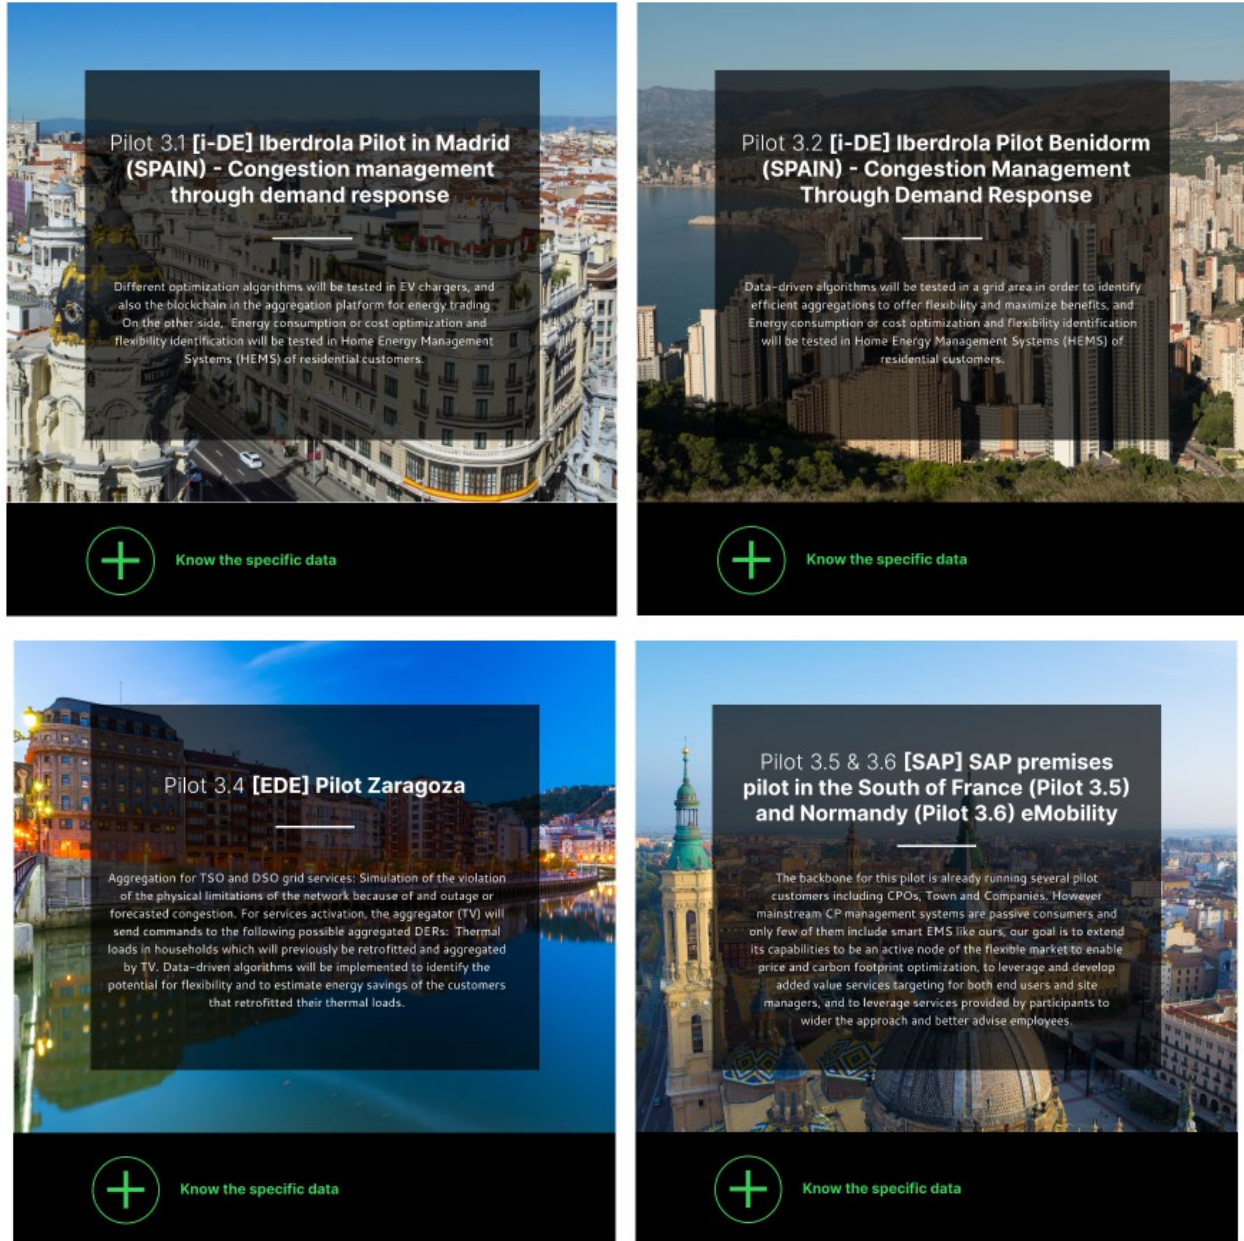 Pilot 3.1 [i-DE] Iberdrola Pilot in Madrid
(SPAIN) - Congestion management
through demand response
Different optimization algorithms will be tested in EV chargers, and
also the blockchain in the aggregation platform for energy trading
On the other side, Energy consumption or cost optimization and
flexibility identification will be tested in Home Energy Management
Systems (HEMS) of residential customers.
Know the specific data
Pilot 3.2 [i-DE] Iberdrola Pilot Benidorm
(SPAIN) - Congestion Management
Through Demand Response
Data-driven algorithms will be tested in a grid area in order to identify
efficient aggregations to offer flexibility and maximize benefits, and
Energy consumption or cost optimization and flexibility identification
will be tested in Home Energy Management Systems (HEMS) of
residential customers.
Know the specific data
Pilot 3.4 [EDE] Pilot Zaragoza
Aggregation for TSO and DSO grid services: Simulation of the violation
of the physical limitations of the network because of and outage or
forecasted congestion. For services activation, the aggregator (TV) will
send commands to the following possible aggregated DERs: Thermal
loads in households which will previously be retrofitted and aggregated
by TV. Data-driven algorithms will be implemented to identify the
potential for flexibility and to estimate energy savings of the customers
that retrofitted their thermal loads.
Know the specific data
Pilot 3.5 & 3.6 [SAP] SAP premises
pilot in the South of France (Pilot 3.5)
and Normandy (Pilot 3.6) eMobility
The backbone for this pilot is already running several pilot
customers including CPOs, Town and Companies. However
mainstream CP management systems are passive consumers and
only few of them include smart EMS like ours, our goal is to extend
its capabilities to be an active node of the flexible market to enable
price and carbon footprint optimization, to leverage and develop
added value services targeting for both end users and site
managers, and to leverage services provided by participants to
wider the approach and better advise employees.
Know the specific data